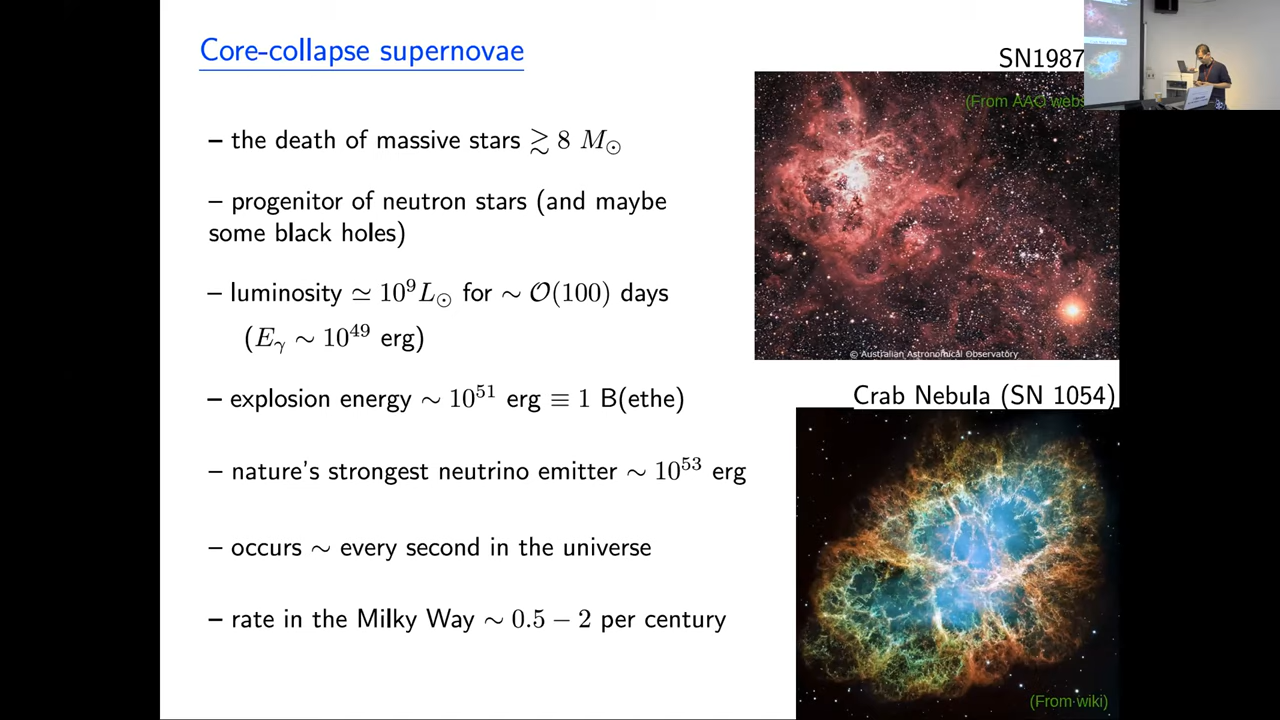 Core-collapse supernovae
– the death of massive stars ≳ 8 M⊙
– progenitor of neutron stars (and maybe
some black holes)
– luminosity ≃ 10⁹L⊙ for ∼ 𝒪(100) days
(Eγ ∼ 10⁴⁹ erg)
– explosion energy ∼ 10⁵¹ erg ≡ 1 B(ethe)
– nature's strongest neutrino emitter ∼ 10⁵³ erg
– occurs ∼ every second in the universe
– rate in the Milky Way ∼ 0.5 − 2 per century
SN1987
(From AAO webs
© Australian Astronomical Observatory
Crab Nebula (SN 1054)
(From wiki)